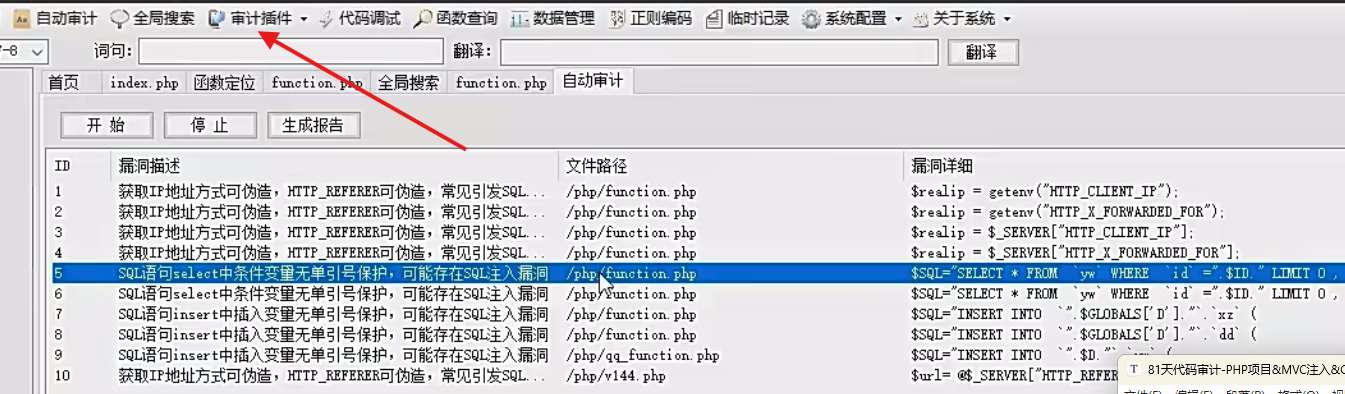 自动审计 全局搜索 审计插件 代码调试 函数查询 数据管理 正则编码 临时记录 系统配置 关于系统
词句: 翻译: 翻译
首页 index.php 函数定位 function.php 全局搜索 function.php 自动审计
开 始 停 止 生成报告
ID 漏洞描述 文件路径 漏洞详细
1 获取IP地址方式可伪造，HTTP_REFERER可伪造，常见引发SQL... /php/function.php $realip = getenv("HTTP_CLIENT_IP");
2 获取IP地址方式可伪造，HTTP_REFERER可伪造，常见引发SQL... /php/function.php $realip = getenv("HTTP_X_FORWARDED_FOR");
3 获取IP地址方式可伪造，HTTP_REFERER可伪造，常见引发SQL... /php/function.php $realip = $_SERVER["HTTP_CLIENT_IP"];
4 获取IP地址方式可伪造，HTTP_REFERER可伪造，常见引发SQL... /php/function.php $realip = $_SERVER["HTTP_X_FORWARDED_FOR"];
5 SQL语句select中条件变量无单引号保护，可能存在SQL注入漏洞 /php/function.php $SQL="SELECT * FROM `yw` WHERE `id` =".$ID." LIMIT 0 ,
6 SQL语句select中条件变量无单引号保护，可能存在SQL注入漏洞 /php/function.php $SQL="SELECT * FROM `yw` WHERE `id` =".$ID." LIMIT 0 ,
7 SQL语句insert中插入变量无单引号保护，可能存在SQL注入漏洞 /php/function.php $SQL="INSERT INTO `".$GLOBALS['D']."`.`xz` (
8 SQL语句insert中插入变量无单引号保护，可能存在SQL注入漏洞 /php/function.php $SQL="INSERT INTO `".$GLOBALS['D']."`.`dd` (
9 SQL语句insert中插入变量无单引号保护，可能存在SQL注入漏洞 /php/qq_function.php $SQL="INSERT INTO `".$D."`
10 获取IP地址方式可伪造，HTTP_REFERER可伪造，常见引发SQL... /php/v144.php $url= @$_SERVER["HTTP_REFER
81天代码审计-PHP项目&MVC注入&